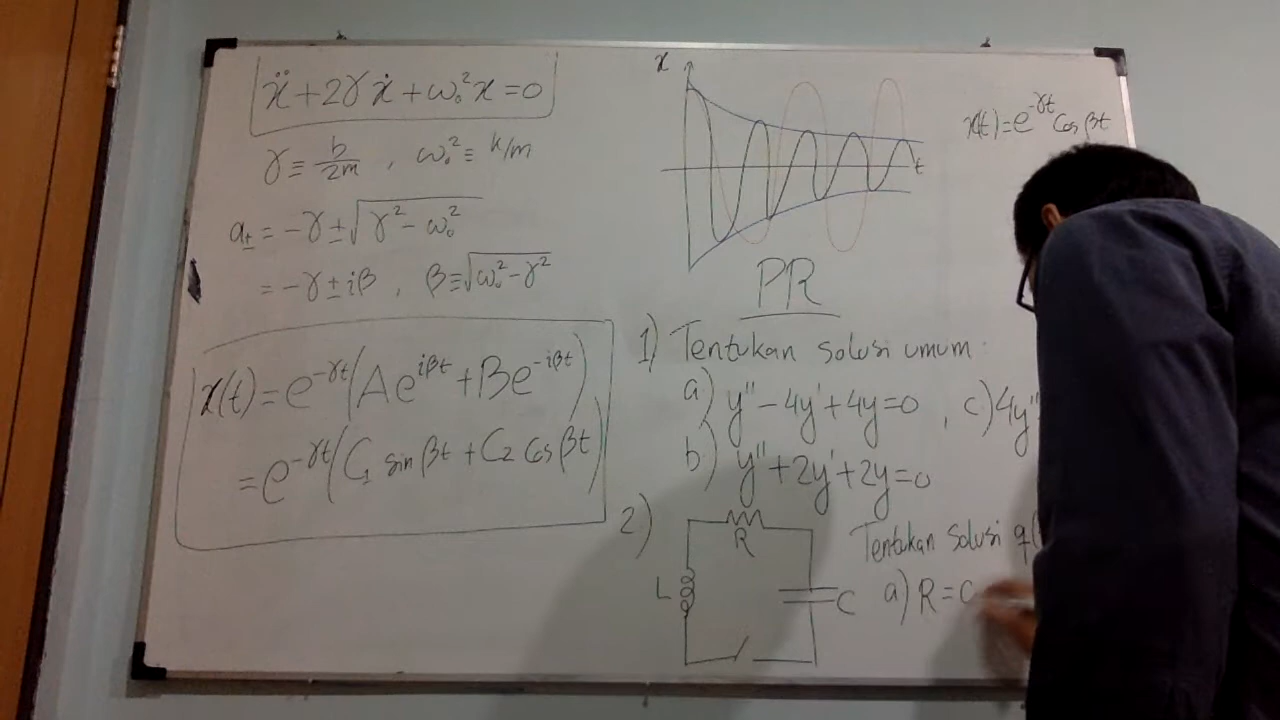 ẍ+2γẋ+ω₀²x=0
γ≡b/2m , ω₀²≡k/m
a±=-γ±√(γ²-ω₀²)
=-γ±iβ , β≡√(ω₀²-γ²)
x(t)=e^{-γt}(Ae^{iβt}+Be^{-iβt})
=e^{-γt}(C₁ sin βt + C₂ Cos βt)
x
t
x(t)=e^{-γt} Cos βt
PR
1) Tentukan solusi umum.
a) y''-4y'+4y=0 , c) 4y''
b) y''+2y'+2y=0
2)
R
L
C
Tentukan Solusi q(
a) R=